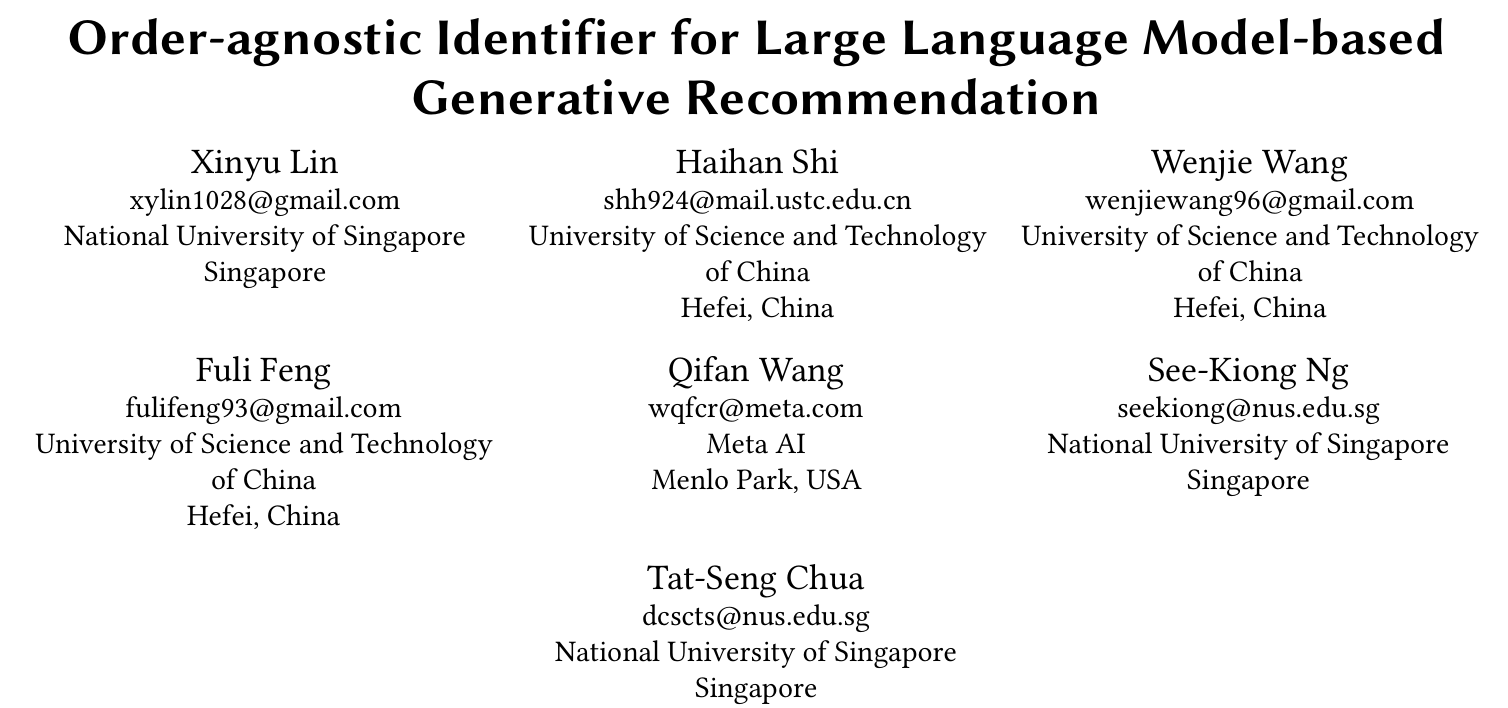 Order-agnostic Identifier for Large Language Model-based
Generative Recommendation
Xinyu Lin
xylin1028@gmail.com
National University of Singapore
Singapore
Haihan Shi
shh924@mail.ustc.edu.cn
University of Science and Technology
of China
Hefei, China
Wenjie Wang
wenjiewang96@gmail.com
University of Science and Technology
of China
Hefei, China
Fuli Feng
fulifeng93@gmail.com
University of Science and Technology
of China
Hefei, China
Qifan Wang
wqfcr@meta.com
Meta AI
Menlo Park, USA
See-Kiong Ng
seekiong@nus.edu.sg
National University of Singapore
Singapore
Tat-Seng Chua
dcscts@nus.edu.sg
National University of Singapore
Singapore